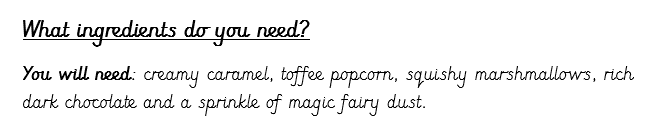 What ingredients do you need?
You will need: creamy caramel, toffee popcorn, squishy marshmallows, rich
dark chocolate and a sprinkle of magic fairy dust.